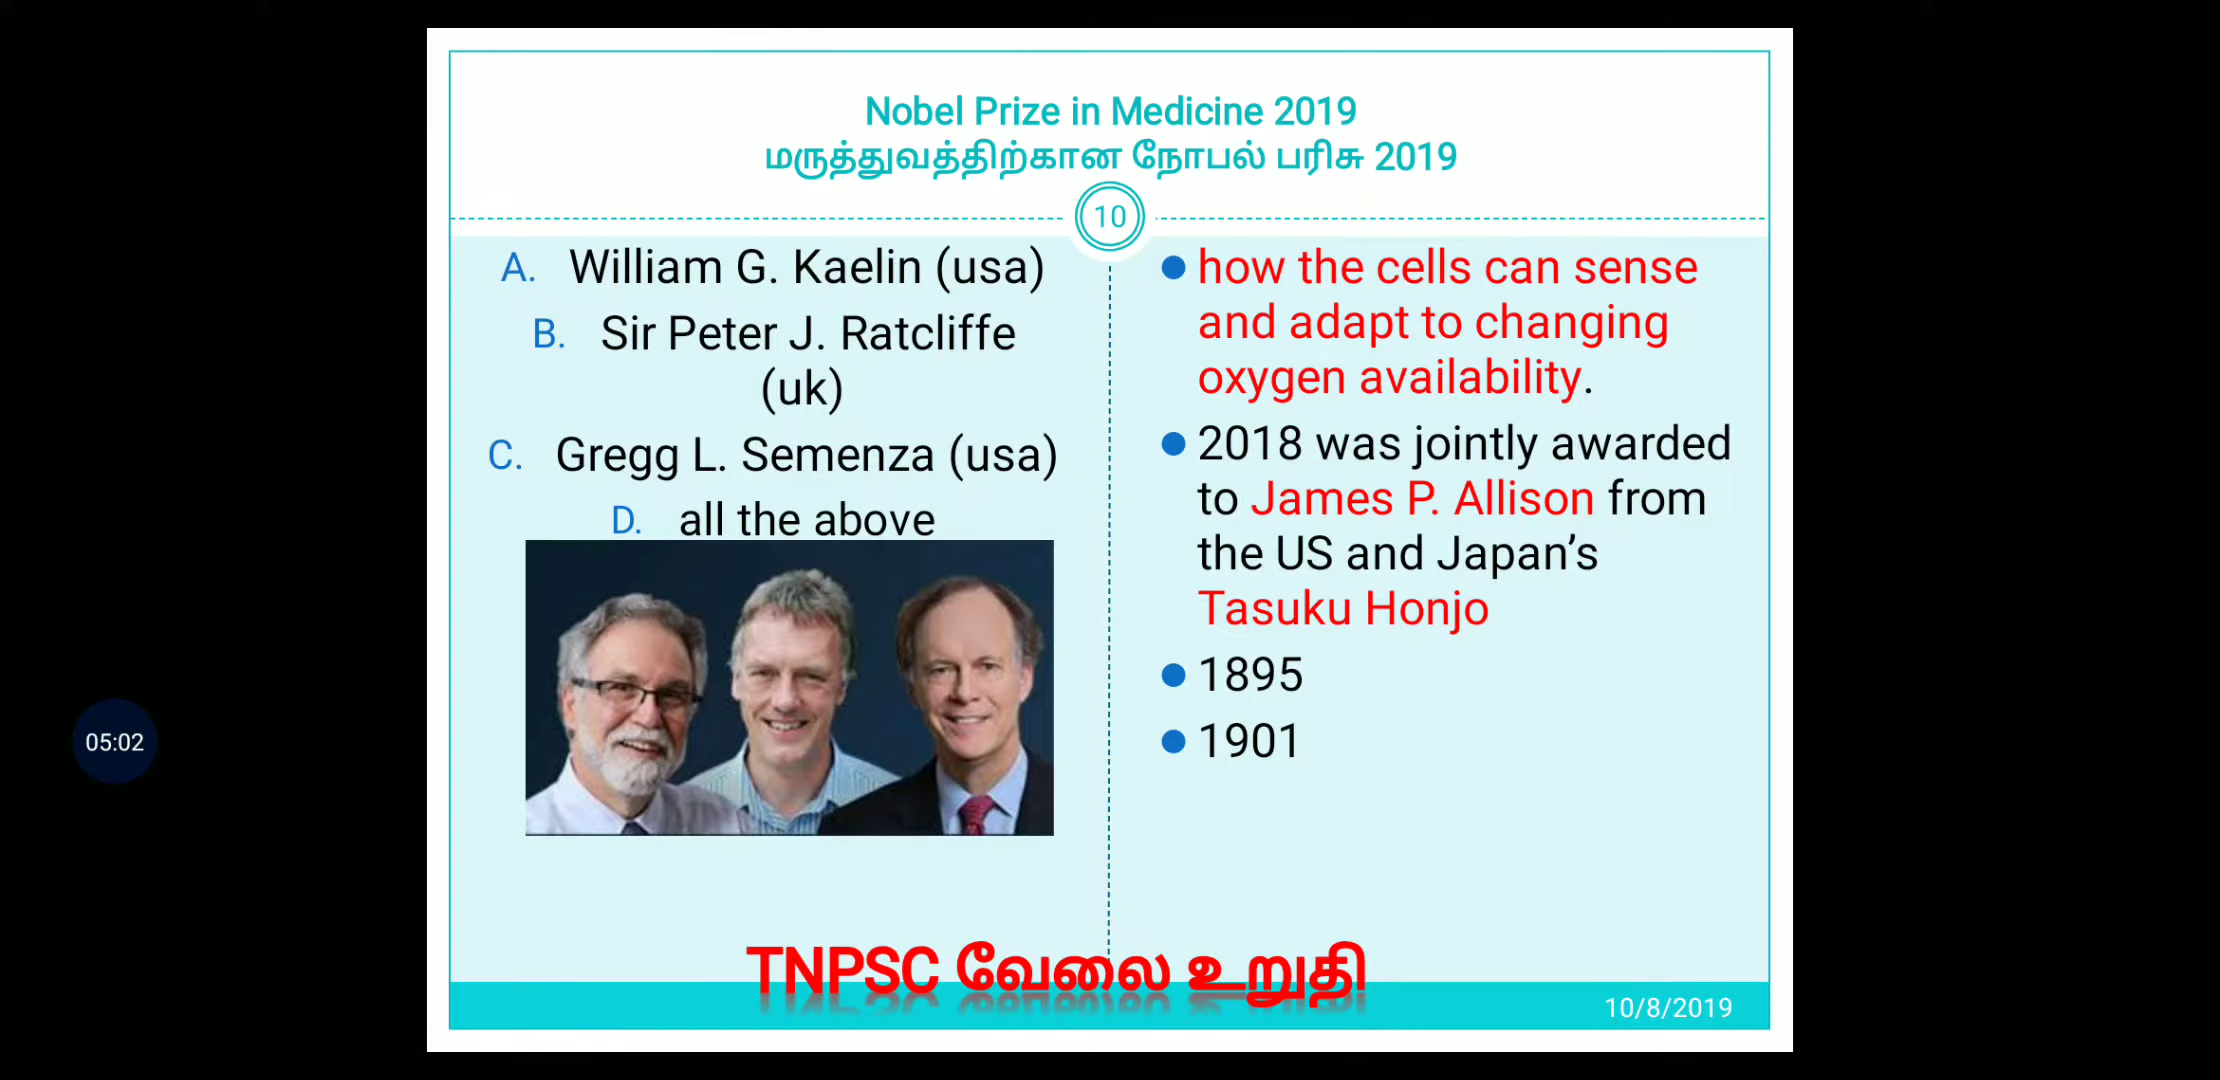 Nobel Prize in Medicine 2019
மருத்துவத்திற்கான நோபல் பரிசு 2019
10
A. William G. Kaelin (usa)
B. Sir Peter J. Ratcliffe
(uk)
C. Gregg L. Semenza (usa)
D. all the above
● how the cells can sense
and adapt to changing
oxygen availability.
● 2018 was jointly awarded
to James P. Allison from
the US and Japan’s
Tasuku Honjo
● 1895
● 1901
05:02
TNPSC வேலை உறுதி
10/8/2019